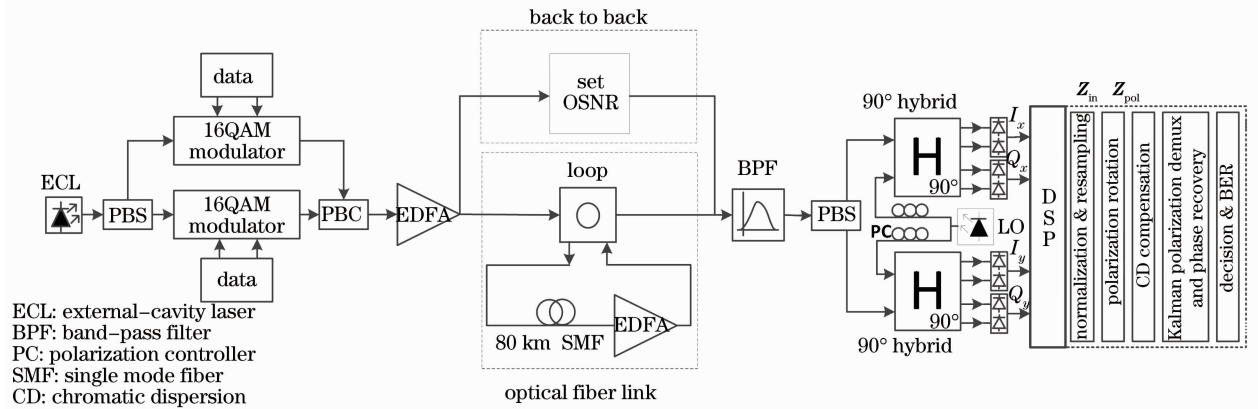 back to back
data
set
OSNR
16QAM
modulator
ECL
PBS
16QAM
modulator
PBC
EDFA
data
loop
80 km SMF
EDFA
optical fiber link
BPF
PBS
90° hybrid
H
90°
I_x
Q_x
PC
LO
H
90°
I_y
Q_y
90° hybrid
DSP
Z_in
Z_pol
normalization & resampling
polarization rotation
CD compensation
Kalman polarization demux
and phase recovery
decision & BER
ECL: external-cavity laser
BPF: band-pass filter
PC: polarization controller
SMF: single mode fiber
CD: chromatic dispersion